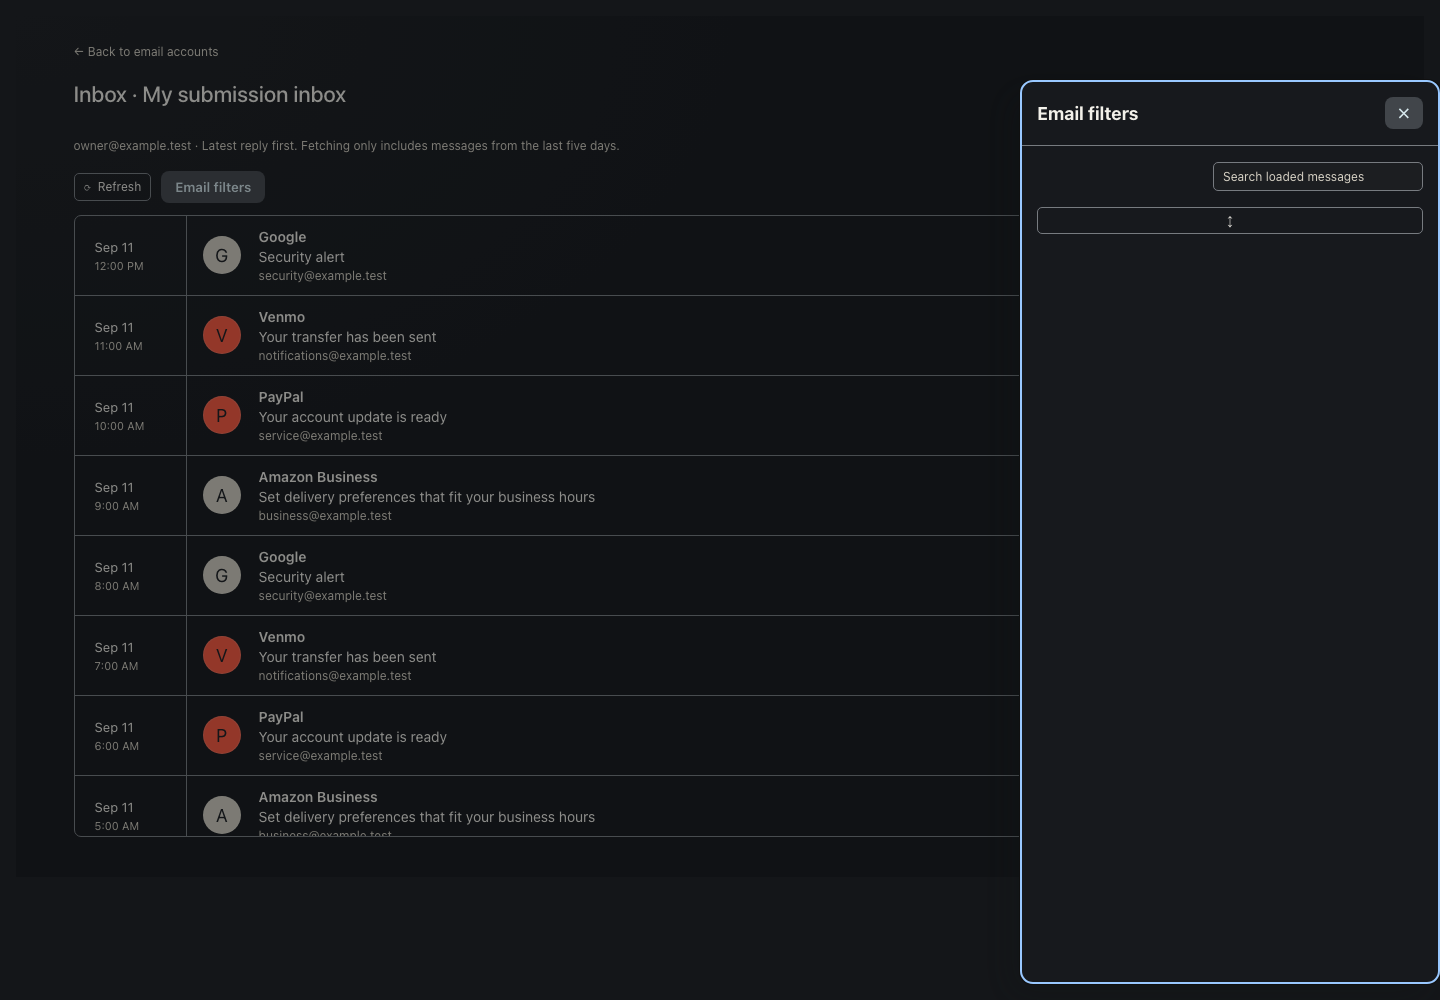 ← Back to email accounts
Inbox · My submission inbox
owner@example.test · Latest reply first. Fetching only includes messages from the last five days.
⟳ Refresh
Email filters
Sep 11
12:00 PM
G
Google
Security alert
security@example.test
Sep 11
11:00 AM
V
Venmo
Your transfer has been sent
notifications@example.test
Sep 11
10:00 AM
P
PayPal
Your account update is ready
service@example.test
Sep 11
9:00 AM
A
Amazon Business
Set delivery preferences that fit your business hours
business@example.test
Sep 11
8:00 AM
G
Google
Security alert
security@example.test
Sep 11
7:00 AM
V
Venmo
Your transfer has been sent
notifications@example.test
Sep 11
6:00 AM
P
PayPal
Your account update is ready
service@example.test
Sep 11
5:00 AM
A
Amazon Business
Set delivery preferences that fit your business hours
business@example.test
Email filters
×
Search loaded messages
↕